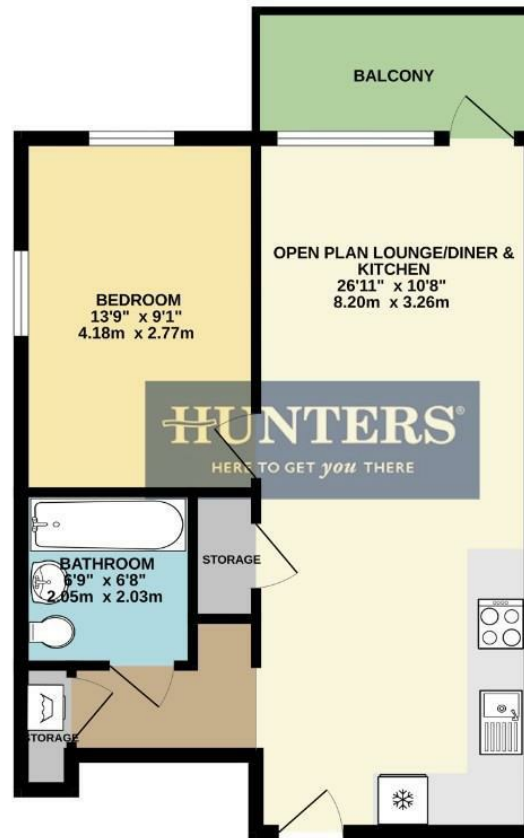 BALCONY
OPEN PLAN LOUNGE/DINER &
KITCHEN
26'11" x 10'8"
8.20m x 3.26m
BEDROOM
13'9" x 9'1"
4.18m x 2.77m
HUNTERS®
HERE TO GET you THERE
STORAGE
BATHROOM
6'9" x 6'8"
2.05m x 2.03m
STORAGE